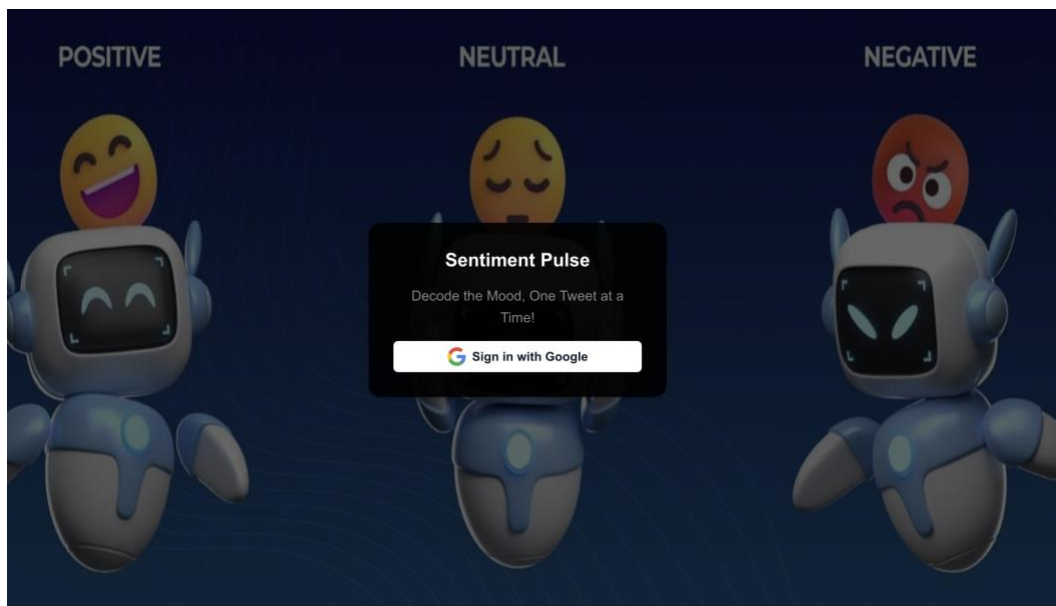 POSITIVE
NEUTRAL
NEGATIVE
Sentiment Pulse
Decode the Mood, One Tweet at a
Time!
Sign in with Google